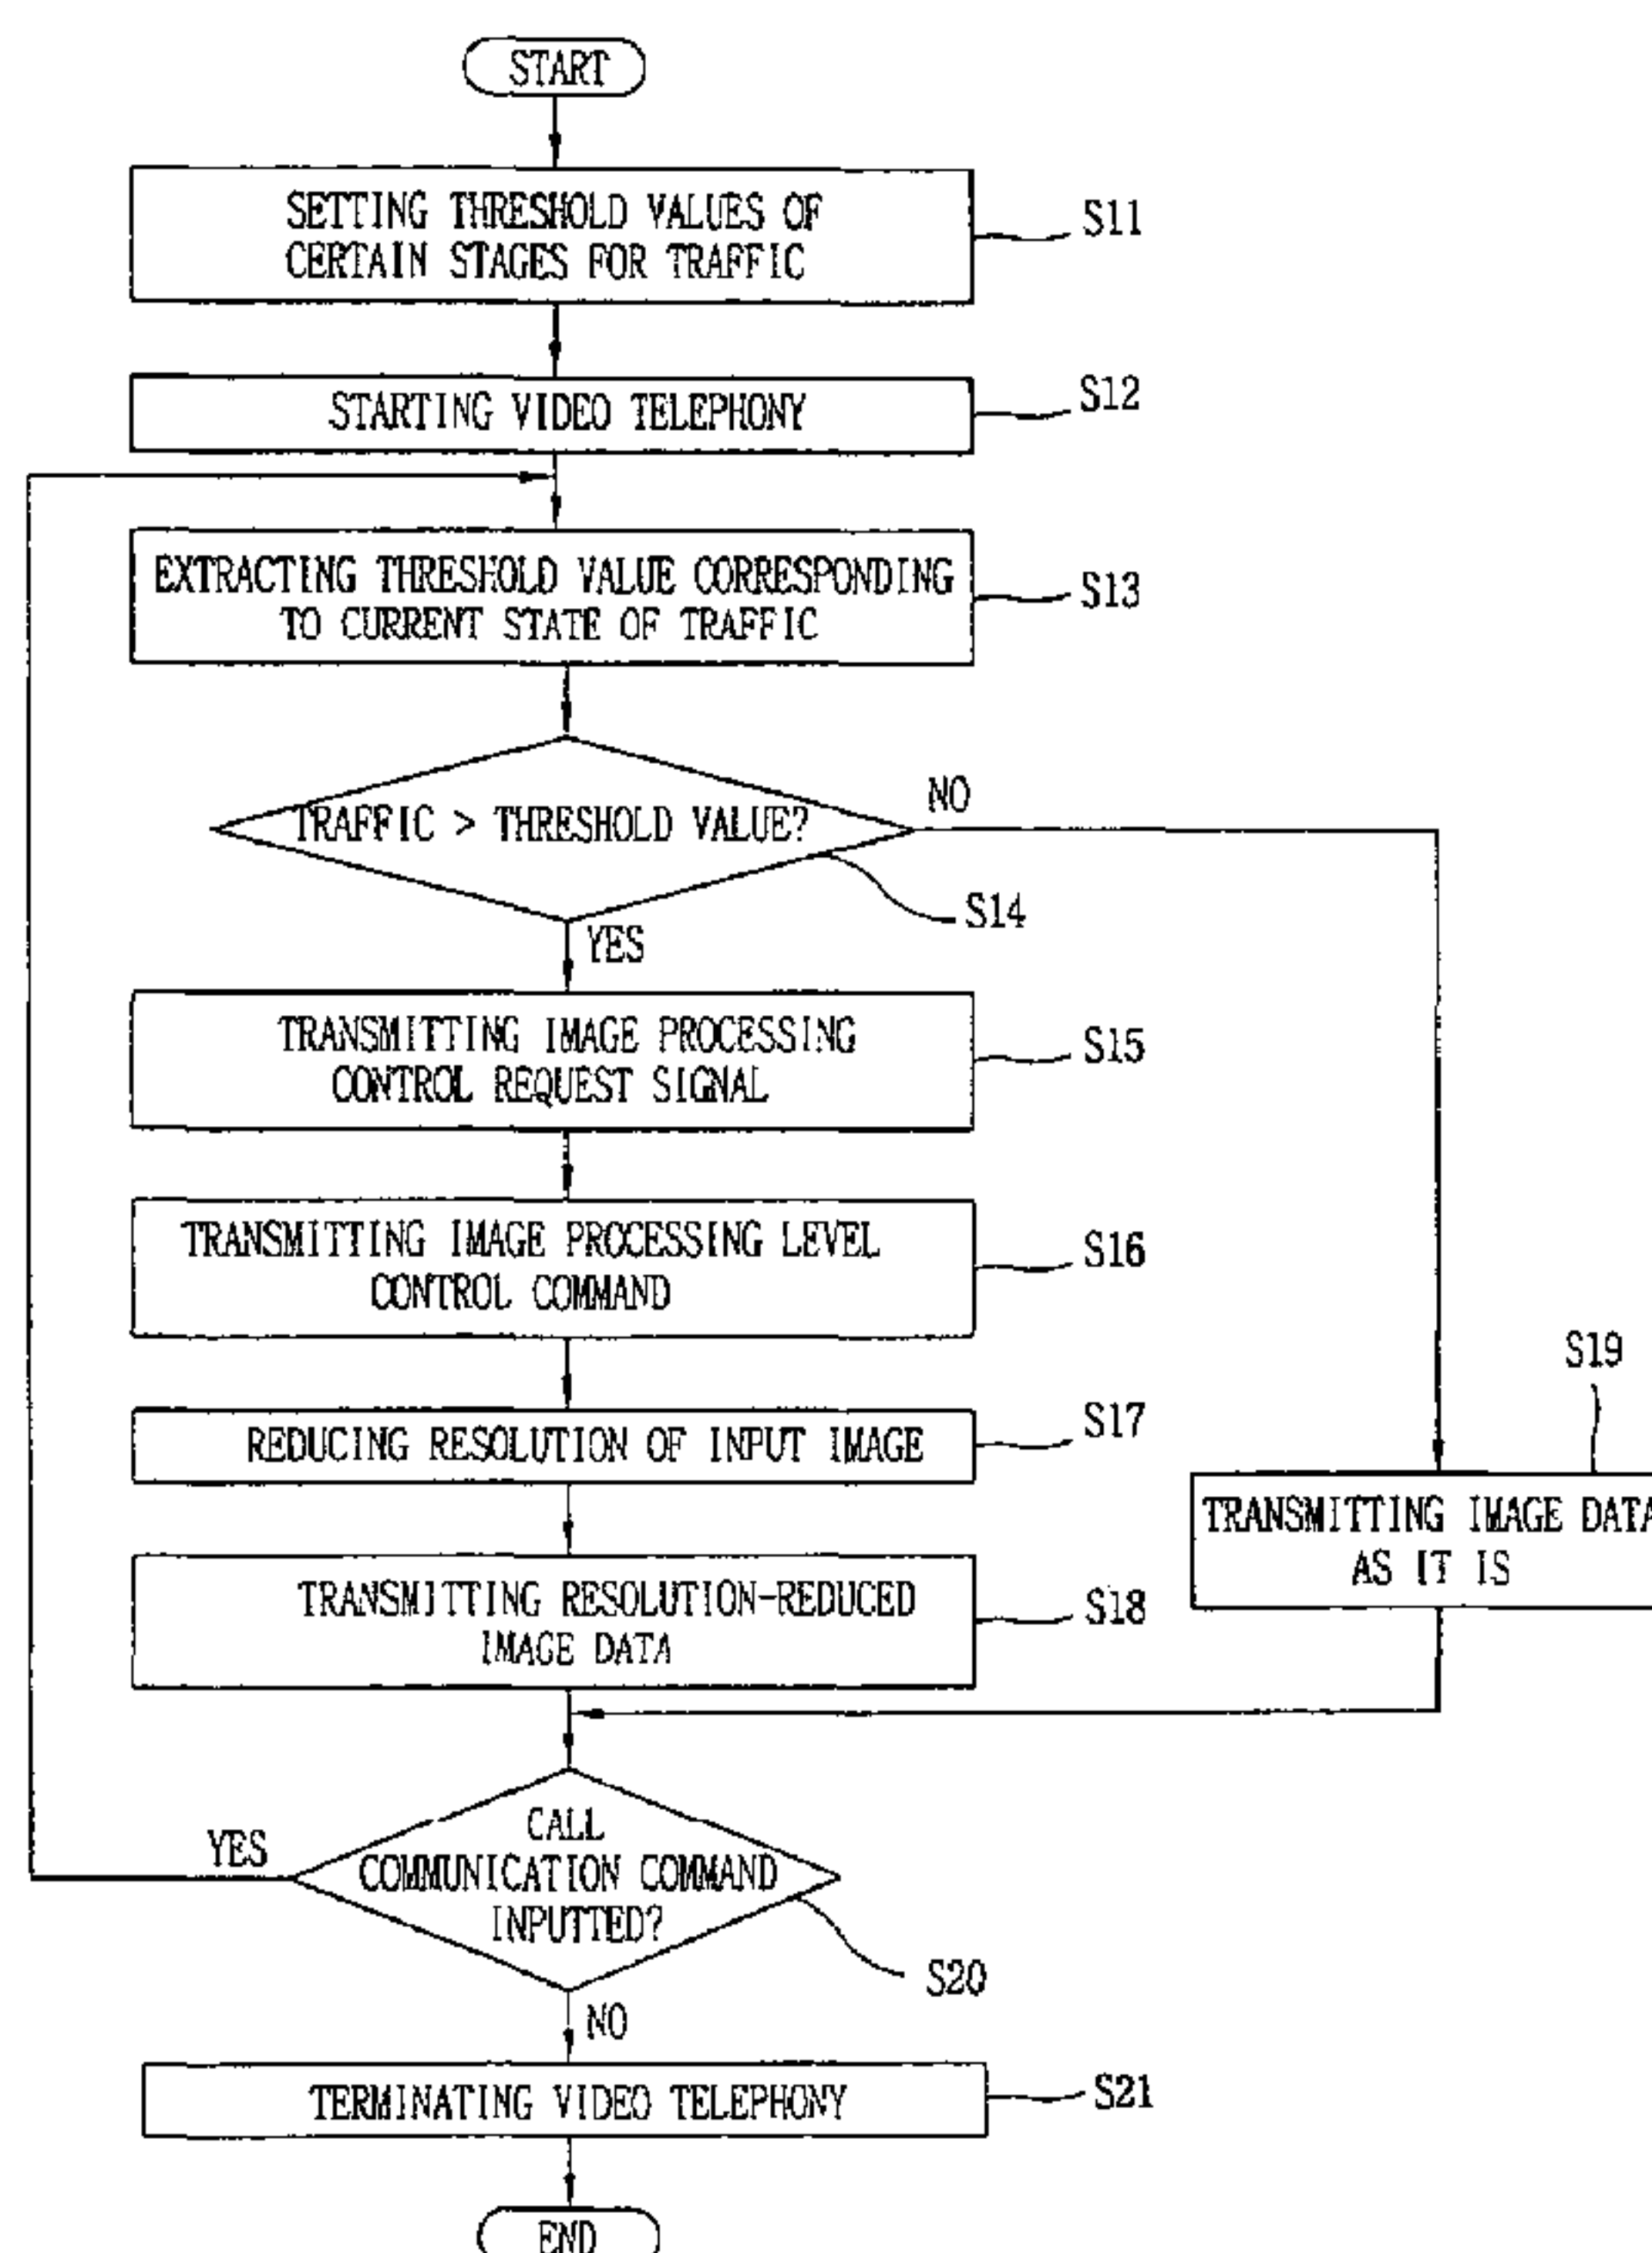 START
SETTING THRESHOLD VALUES OF
CERTAIN STAGES FOR TRAFFIC
S11
STARTING VIDEO TELEPHONY
S12
EXTRACTING THRESHOLD VALUE CORRESPONDING
TO CURRENT STATE OF TRAFFIC
S13
TRAFFIC > THRESHOLD VALUE?
NO
S14
YES
TRANSMITTING IMAGE PROCESSING
CONTROL REQUEST SIGNAL
S15
TRANSMITTING IMAGE PROCESSING LEVEL
CONTROL COMMAND
S16
REDUCING RESOLUTION OF INPUT IMAGE
S17
S19
TRANSMITTING IMAGE DATA
AS IT IS
TRANSMITTING RESOLUTION-REDUCED
IMAGE DATA
S18
CALL
COMMUNICATION COMMAND
INPUTTED?
YES
S20
NO
TERMINATING VIDEO TELEPHONY
S21
END